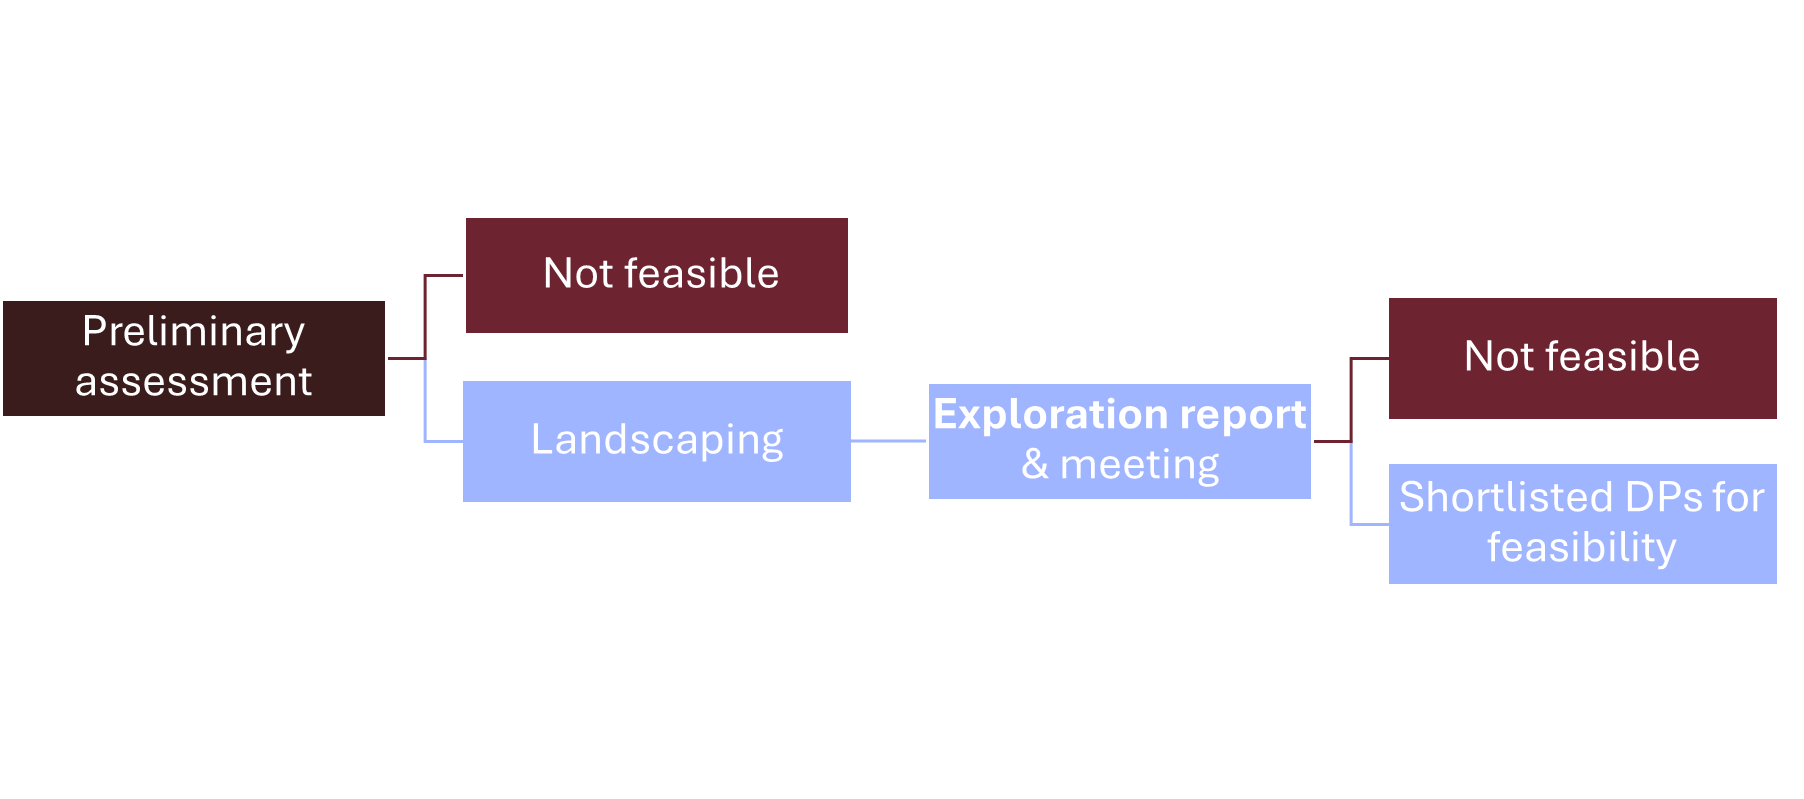 Preliminary
assessment
Not feasible
Landscaping
Exploration report
& meeting
Not feasible
Shortlisted DPs for
feasibility